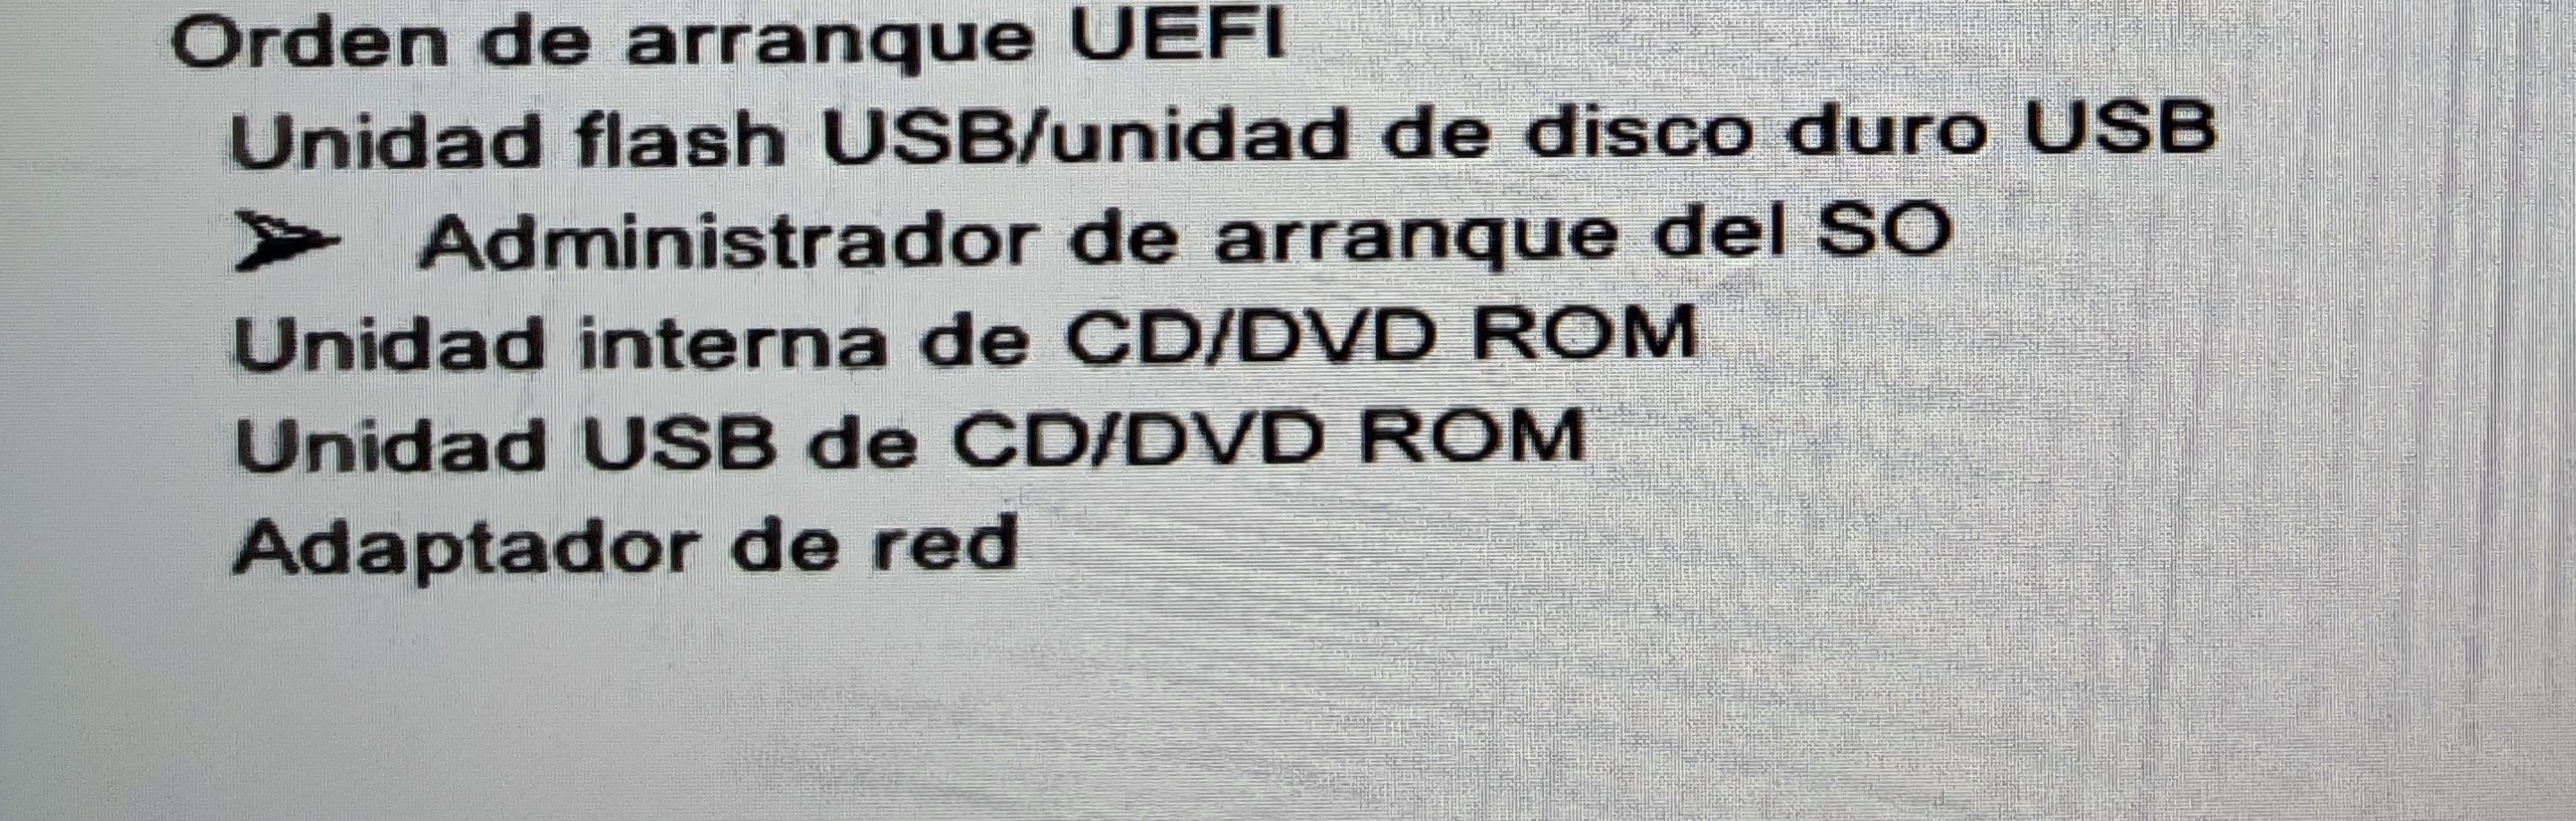 Orden de arranque UEFI
Unidad flash USB/unidad de disco duro USB
➤ Administrador de arranque del SO
Unidad interna de CD/DVD ROM
Unidad USB de CD/DVD ROM
Adaptador de red